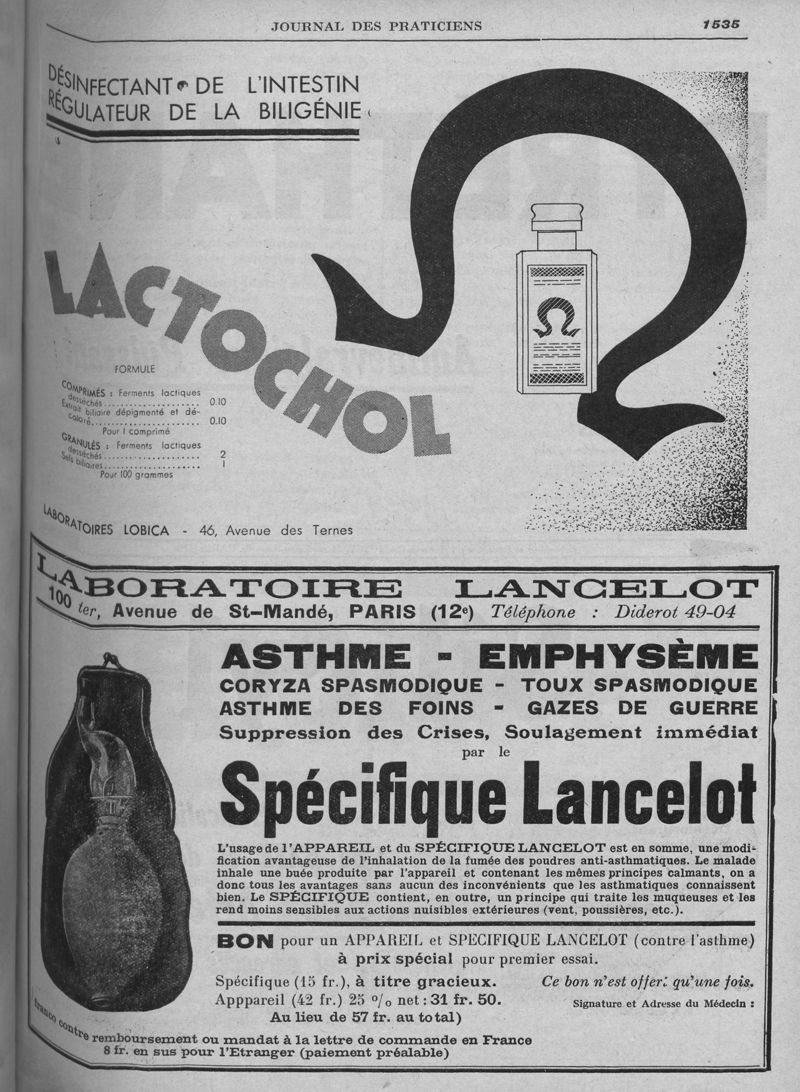 JOURNAL DES PRATICIENS
1535
DÉSINFECTANT DE L'INTESTIN
RÉGULATEUR DE LA BILIGÉNIE
LACTOCHOL
FORMULE
COMPRIMÉS : Ferments lactiques
desséchés.................... 0.10
Extrait biliaire dépigmenté et dé-
coloré...................... 0.10
Pour 1 comprimé
GRANULÉS : Ferments lactiques
desséchés.................... 2
Sels biliaires.................... 1
Pour 100 grammes
LABORATOIRES LOBICA - 46, Avenue des Ternes
LABORATOIRE LANCELOT
100 ter, Avenue de St-Mandé, PARIS (12e) Téléphone : Diderot 49-04
ASTHME - EMPHYSÈME
CORYZA SPASMODIQUE - TOUX SPASMODIQUE
ASTHME DES FOINS - GAZES DE GUERRE
Suppression des Crises, Soulagement immédiat
par le
Spécifique Lancelot
L'usage de l'APPAREIL et du SPÉCIFIQUE LANCELOT est en somme, une modi-
fication avantageuse de l'inhalation de la fumée des poudres anti-asthmatiques. Le malade
inhale une buée produite par l'appareil et contenant les mêmes principes calmants, on a
donc tous les avantages sans aucun des inconvénients que les asthmatiques connaissent
bien. Le SPÉCIFIQUE contient, en outre, un principe qui traite les muqueuses et les
rend moins sensibles aux actions nuisibles extérieures (vent, poussières, etc.).
BON pour un APPAREIL et SPECIFIQUE LANCELOT (contre l'asthme)
à prix spécial pour premier essai.
Spécifique (15 fr.), à titre gracieux. Ce bon n'est offert qu'une fois.
Apppareil (42 fr.) 25 % net : 31 fr. 50. Signature et Adresse du Médecin :
Au lieu de 57 fr. au total)
franco contre remboursement ou mandat à la lettre de commande en France
8 fr. en sus pour l'Etranger (paiement préalable)